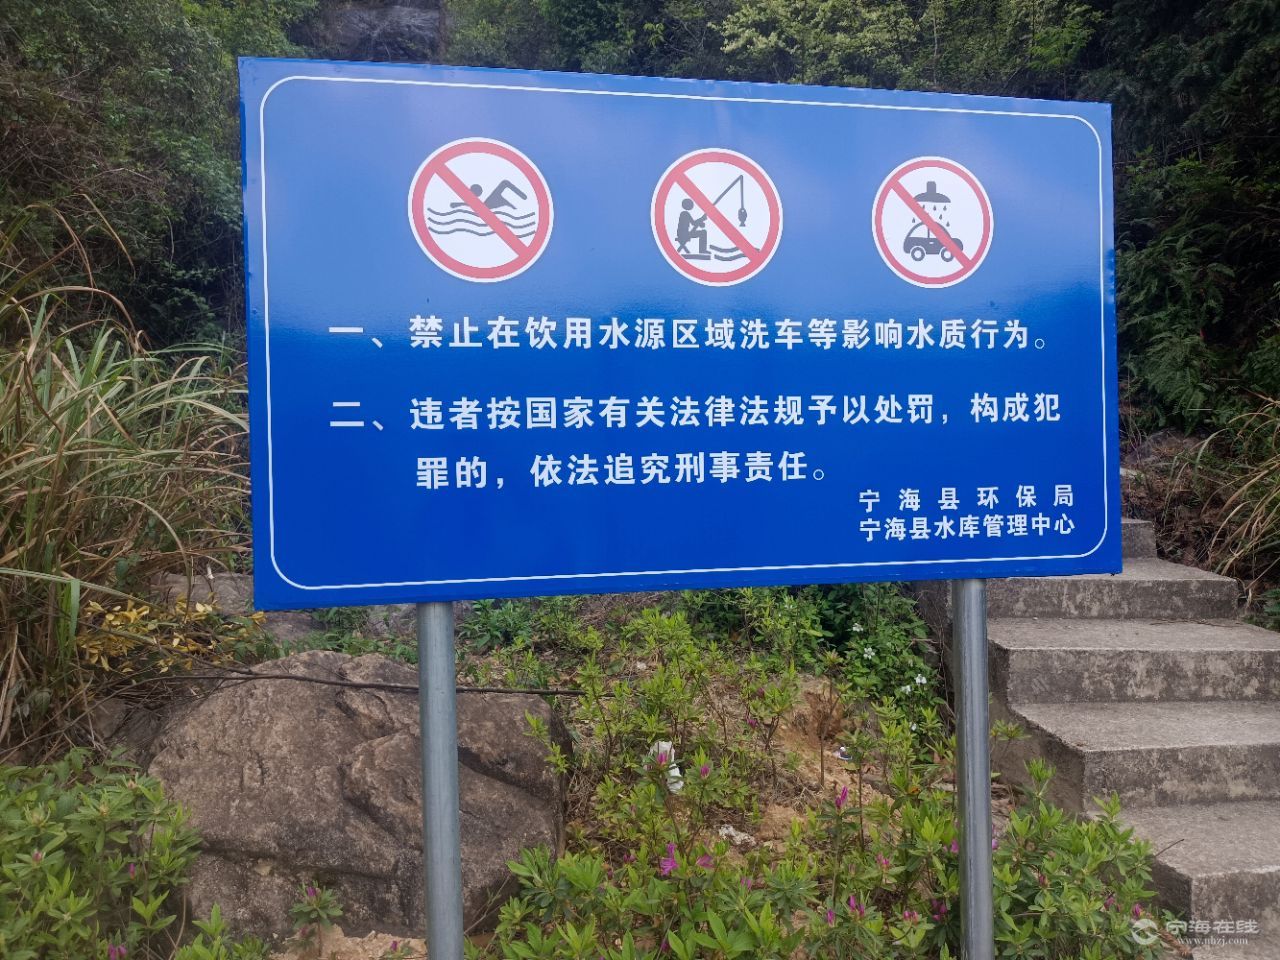 一、禁止在饮用水源区域洗车等影响水质行为。
二、违者按国家有关法律法规予以处罚，构成犯
罪的，依法追究刑事责任。
宁海县环保局
宁海县水库管理中心
宁海在线
www.nhzj.com